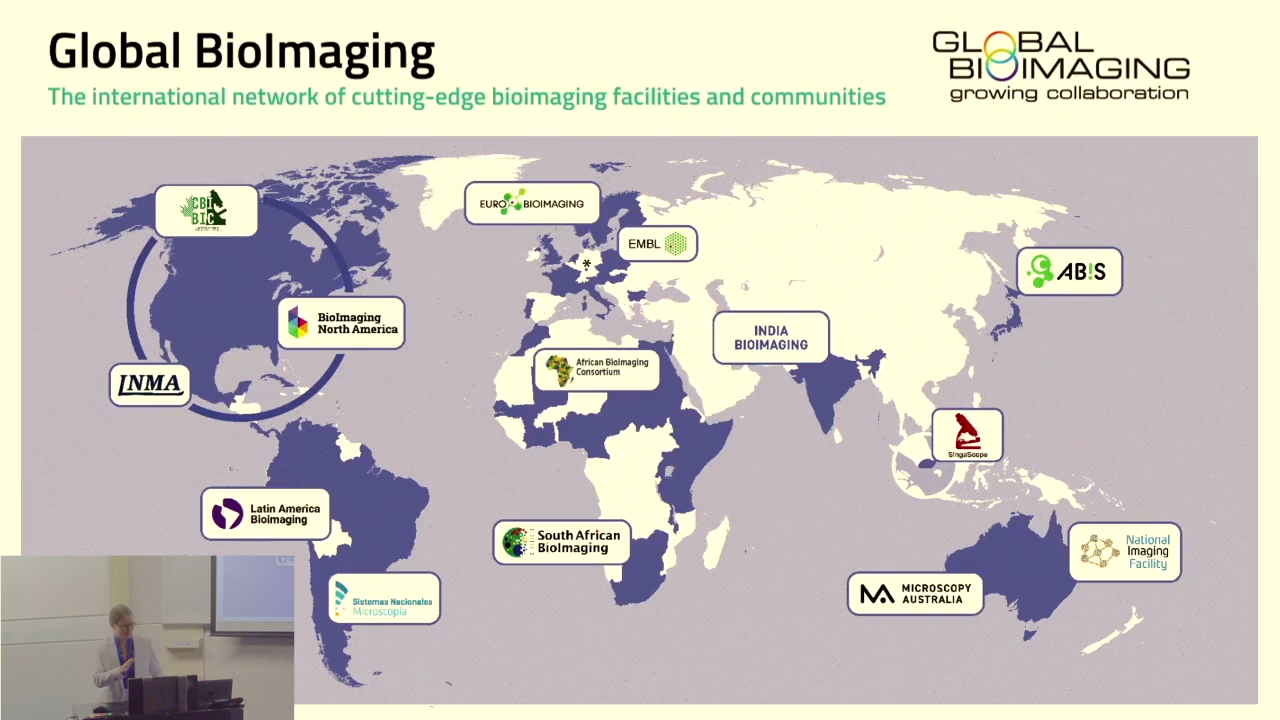 Global BioImaging
The international network of cutting-edge bioimaging facilities and communities
GLOBAL
BIOIMAGING
growing collaboration
CBI
BIC
EURO BIOIMAGING
EMBL
*
ABiS
BioImaging
North America
INDIA
BIOIMAGING
LNMA
African BioImaging
Consortium
SingaScope
Latin America
Bioimaging
South African
BioImaging
National
Imaging
Facility
MICROSCOPY
AUSTRALIA
Sistemas Nacionales
Microscopía